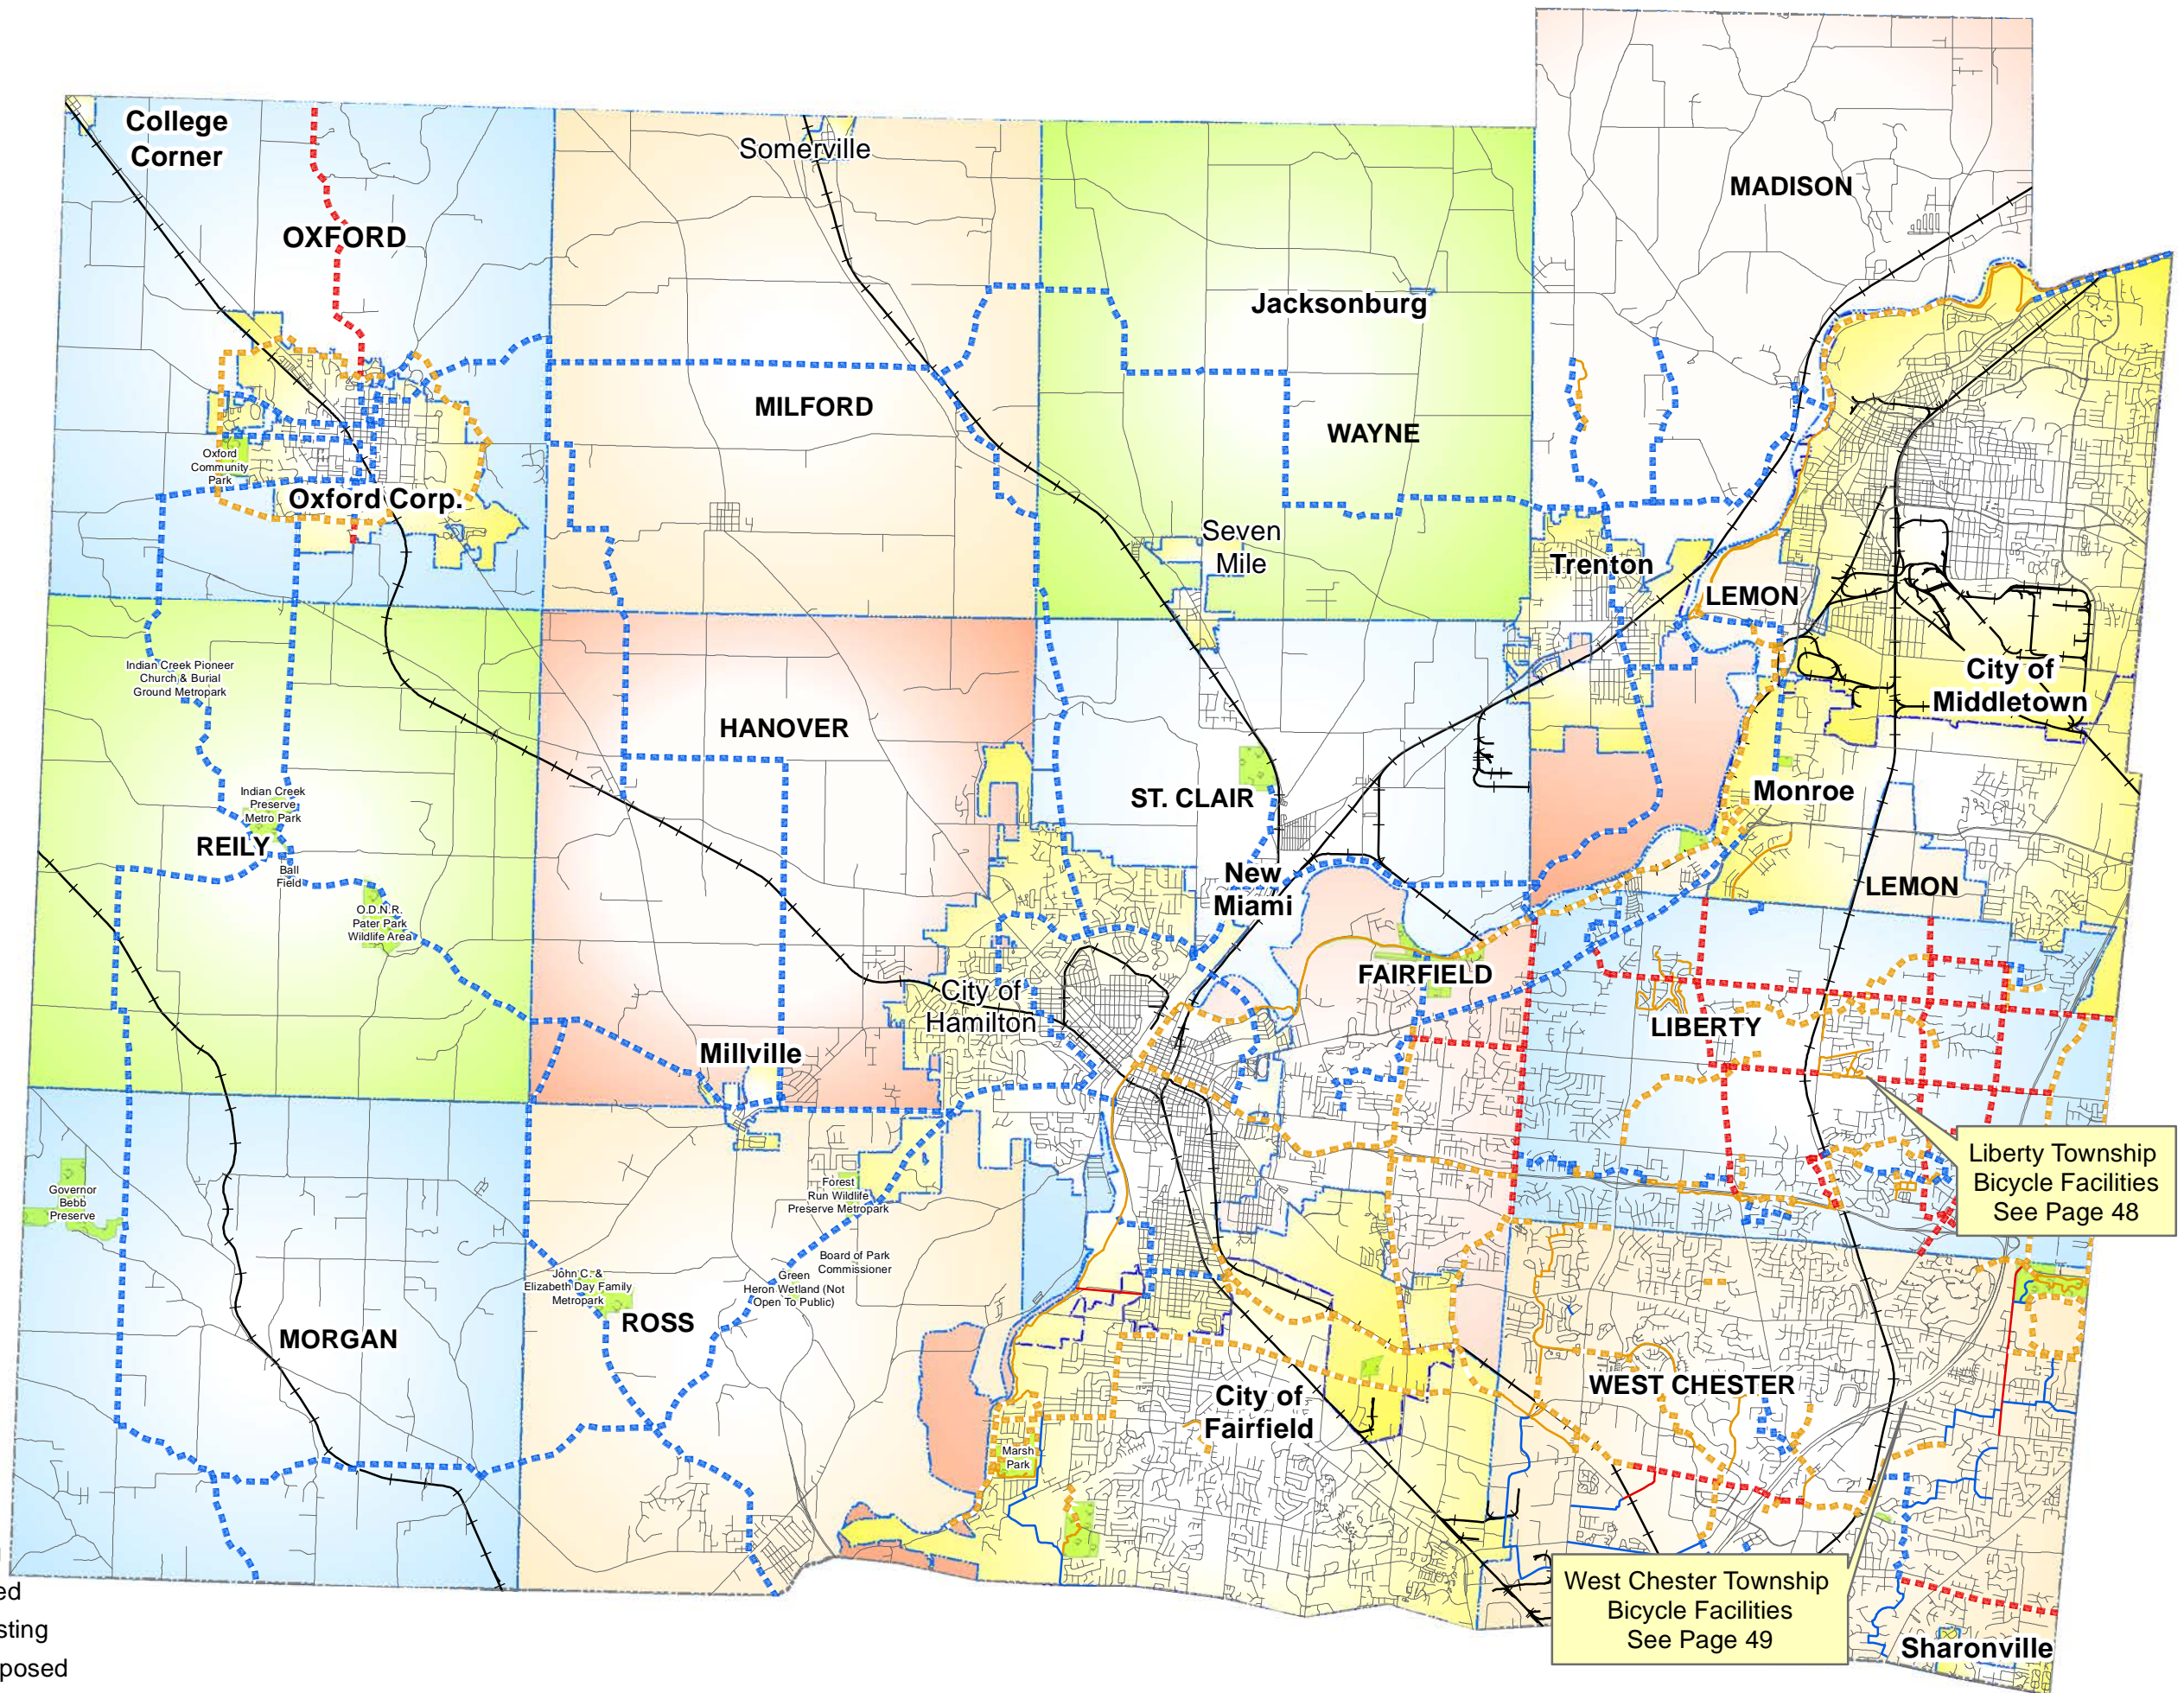 College
Corner
Somerville
MADISON
OXFORD
Jacksonburg
MILFORD
WAYNE
Oxford
Community
Park
Oxford Corp.
Seven
Mile
Trenton
LEMON
Indian Creek Pioneer
Church & Burial
Ground Metropark
City of
Middletown
HANOVER
Indian Creek
Preserve
Metro Park
ST. CLAIR
Monroe
REILY
Ball
Field
New
Miami
LEMON
O.D.N.R.
Pater Park
Wildlife Area
FAIRFIELD
City of
Hamilton
LIBERTY
Millville
Liberty Township
Bicycle Facilities
See Page 48
Governor
Bebb
Preserve
Forest
Run Wildlife
Preserve Metropark
Board of Park
Commissioner
John C. &
Elizabeth Day Family
Metropark
Green
Heron Wetland (Not
Open To Public)
ROSS
MORGAN
WEST CHESTER
City of
Fairfield
Marsh
Park
West Chester Township
Bicycle Facilities
See Page 49
Sharonville
ed
sting
posed